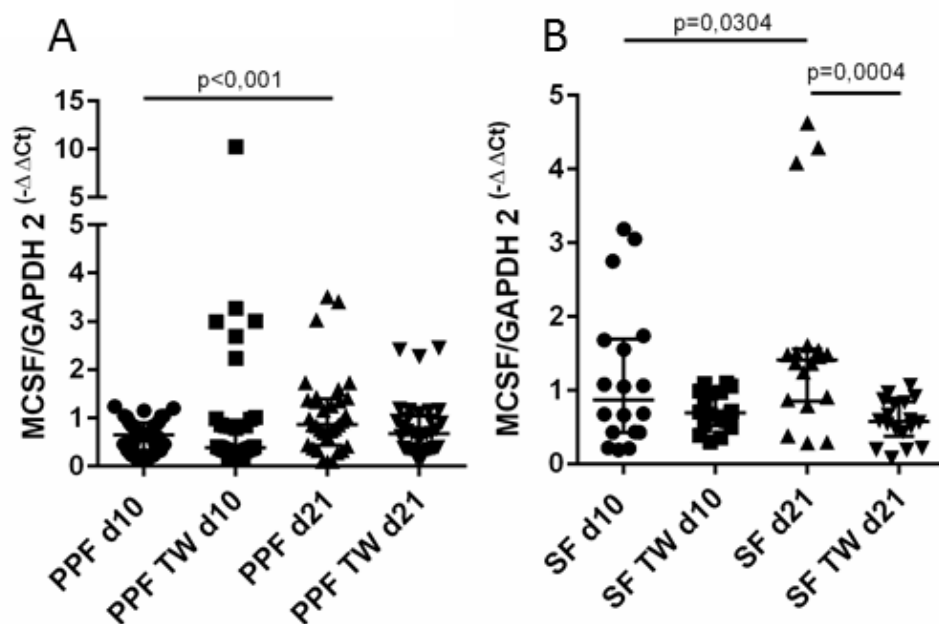 A
p<0,001
MCSF/GAPDH 2 (-Δ ΔCt)
15
10
5
5
4
3
2
1
0
PPF d10
PPF TW d10
PPF d21
PPF TW d21
B
p=0,0304
p=0,0004
MCSF/GAPDH 2 (-Δ ΔCt)
5
4
3
2
1
0
SF d10
SF TW d10
SF d21
SF TW d21